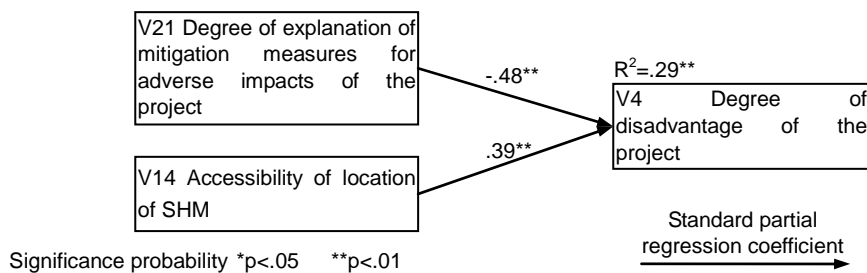 V21 Degree of explanation of
mitigation measures for
adverse impacts of the
project
-.48**
R²=.29**
V4 Degree of
disadvantage of the
project
.39**
V14 Accessibility of location
of SHM
Standard partial
regression coefficient
Significance probability *p<.05 **p<.01